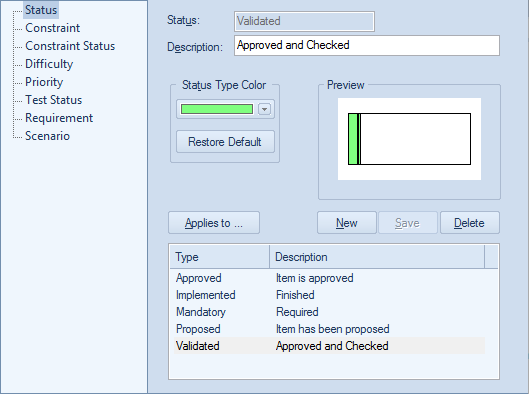 Status
Constraint
Constraint Status
Difficulty
Priority
Test Status
Requirement
Scenario
Status: Validated
Description: Approved and Checked
Status Type Color
Restore Default
Preview
Applies to ...
New
Save
Delete
Type Description
Approved Item is approved
Implemented Finished
Mandatory Required
Proposed Item has been proposed
Validated Approved and Checked